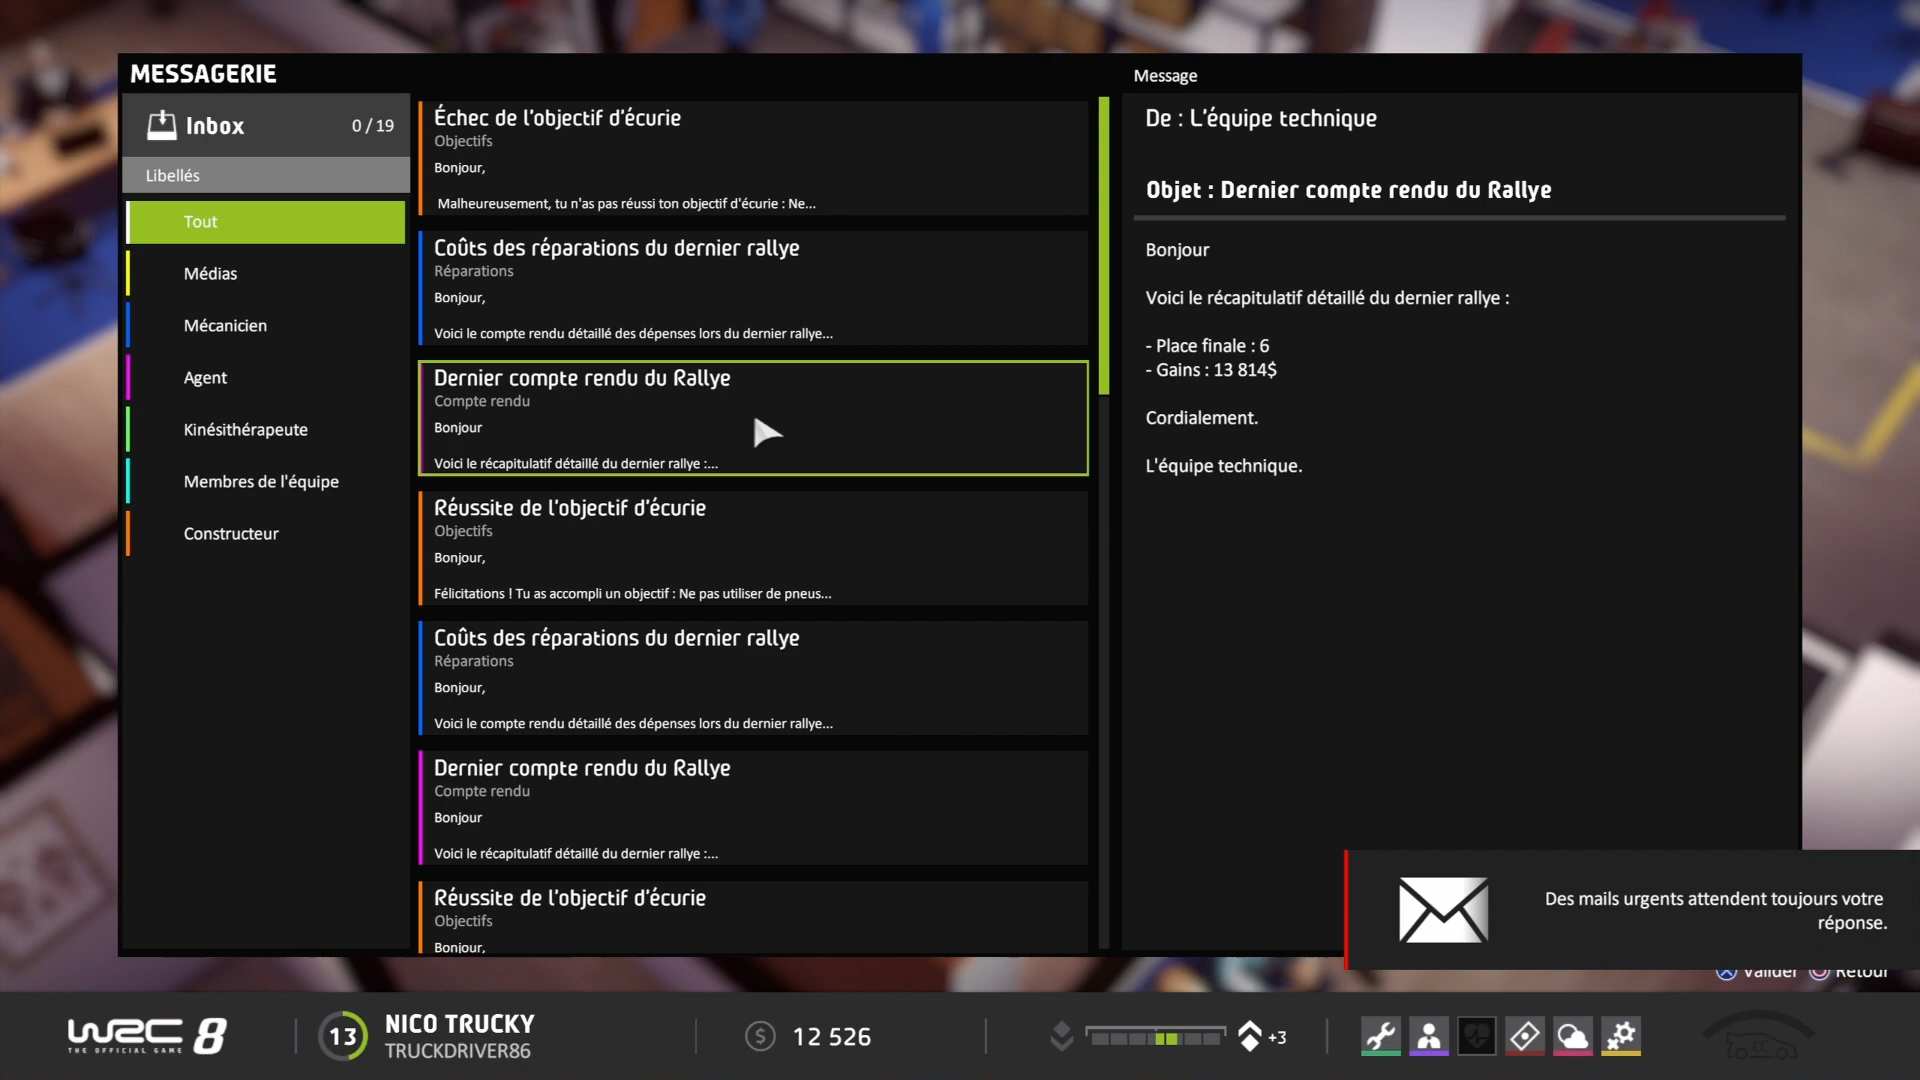 MESSAGERIE
Inbox 0 / 19
Libellés
Tout
Médias
Mécanicien
Agent
Kinésithérapeute
Membres de l'équipe
Constructeur
Échec de l'objectif d'écurie
Objectifs
Bonjour,
Malheureusement, tu n'as pas réussi ton objectif d'écurie : Ne...
Coûts des réparations du dernier rallye
Réparations
Bonjour,
Voici le compte rendu détaillé des dépenses lors du dernier rallye...
Dernier compte rendu du Rallye
Compte rendu
Bonjour
Voici le récapitulatif détaillé du dernier rallye :...
Réussite de l'objectif d'écurie
Objectifs
Bonjour,
Félicitations ! Tu as accompli un objectif : Ne pas utiliser de pneus...
Coûts des réparations du dernier rallye
Réparations
Bonjour,
Voici le compte rendu détaillé des dépenses lors du dernier rallye...
Dernier compte rendu du Rallye
Compte rendu
Bonjour
Voici le récapitulatif détaillé du dernier rallye :...
Réussite de l'objectif d'écurie
Objectifs
Bonjour,
Message
De : L'équipe technique
Objet : Dernier compte rendu du Rallye
Bonjour
Voici le récapitulatif détaillé du dernier rallye :
- Place finale : 6
- Gains : 13 814$
Cordialement.
L'équipe technique.
Des mails urgents attendent toujours votre
réponse.
Valider Retour
WRC 8
THE OFFICIAL GAME
13
NICO TRUCKY
TRUCKDRIVER86
$ 12 526
+3